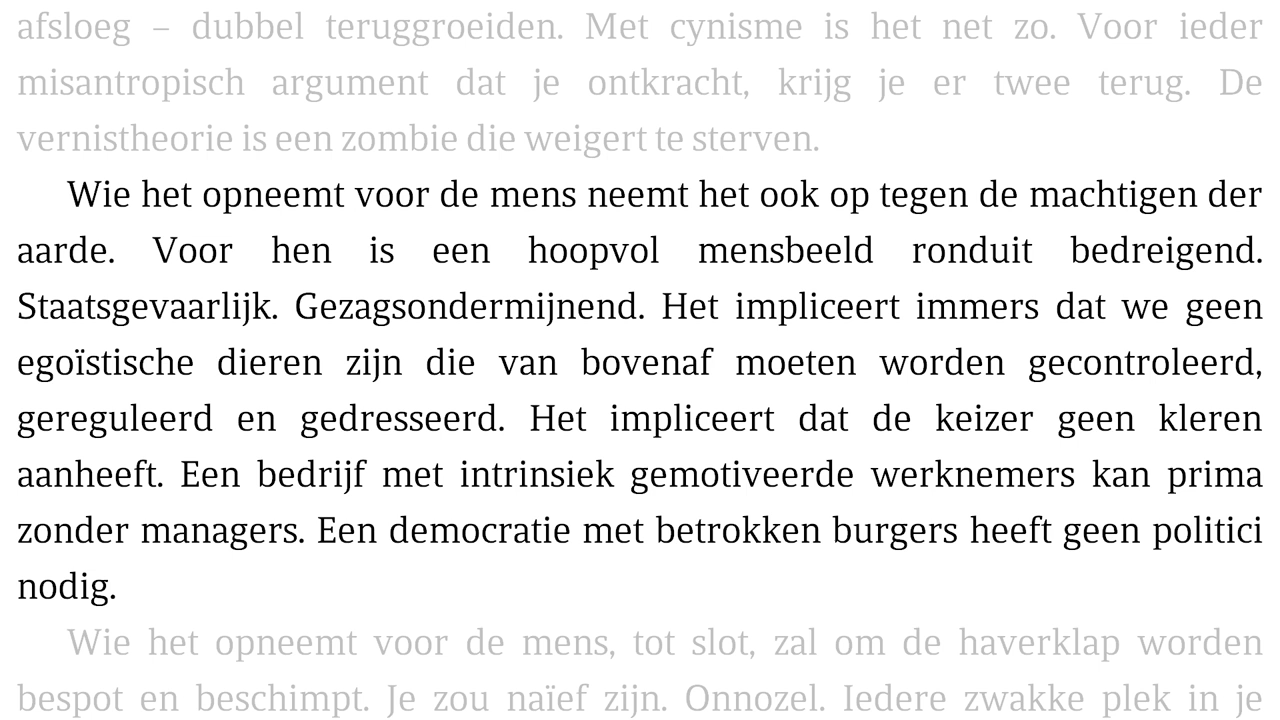 afsloeg – dubbel teruggroeiden. Met cynisme is het net zo. Voor ieder
misantropisch argument dat je ontkracht, krijg je er twee terug. De
vernistheorie is een zombie die weigert te sterven.
Wie het opneemt voor de mens neemt het ook op tegen de machtigen der
aarde. Voor hen is een hoopvol mensbeeld ronduit bedreigend.
Staatsgevaarlijk. Gezagsondermijnend. Het impliceert immers dat we geen
egoïstische dieren zijn die van bovenaf moeten worden gecontroleerd,
gereguleerd en gedresseerd. Het impliceert dat de keizer geen kleren
aanheeft. Een bedrijf met intrinsiek gemotiveerde werknemers kan prima
zonder managers. Een democratie met betrokken burgers heeft geen politici
nodig.
Wie het opneemt voor de mens, tot slot, zal om de haverklap worden
bespot en beschimpt. Je zou naïef zijn. Onnozel. Iedere zwakke plek in je